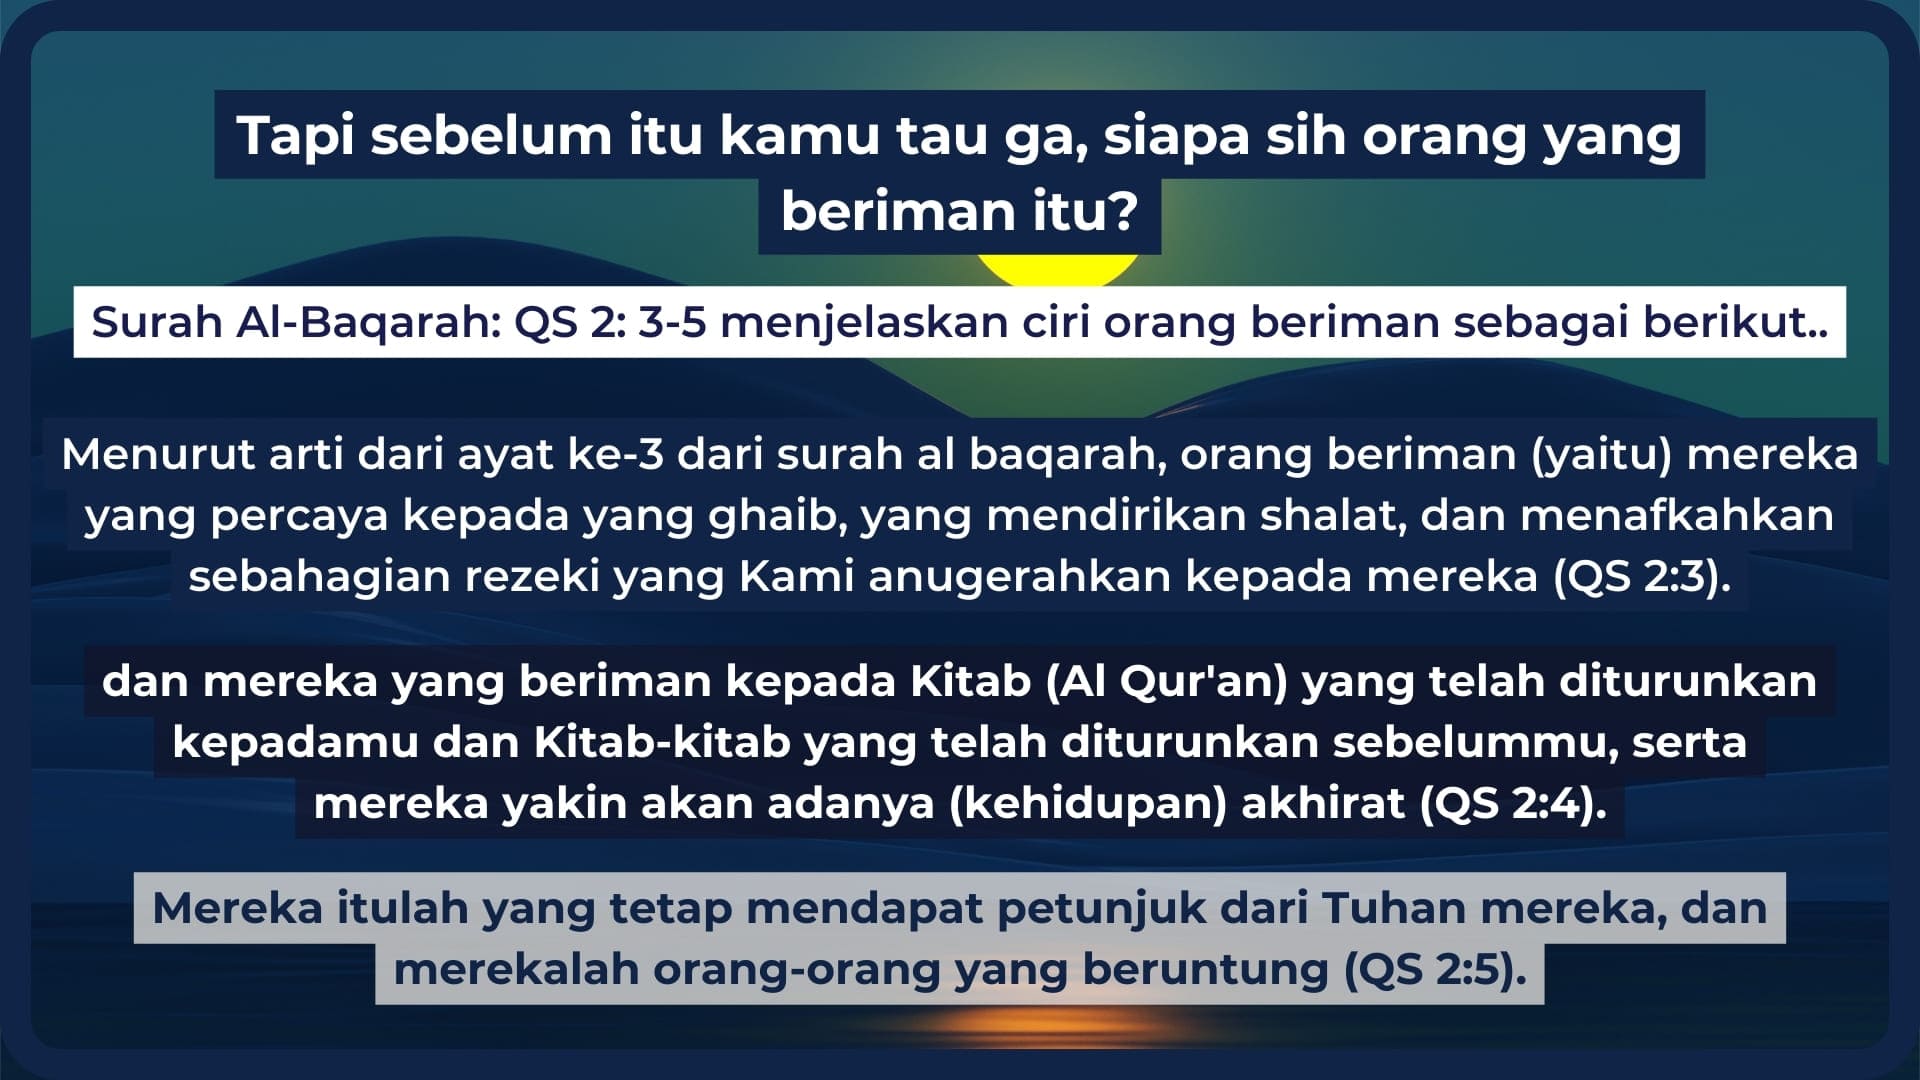 Tapi sebelum itu kamu tau ga, siapa sih orang yang
beriman itu?
Surah Al-Baqarah: QS 2: 3-5 menjelaskan ciri orang beriman sebagai berikut..
Menurut arti dari ayat ke-3 dari surah al baqarah, orang beriman (yaitu) mereka
yang percaya kepada yang ghaib, yang mendirikan shalat, dan menafkahkan
sebahagian rezeki yang Kami anugerahkan kepada mereka (QS 2:3).
dan mereka yang beriman kepada Kitab (Al Qur'an) yang telah diturunkan
kepadamu dan Kitab-kitab yang telah diturunkan sebelummu, serta
mereka yakin akan adanya (kehidupan) akhirat (QS 2:4).
Mereka itulah yang tetap mendapat petunjuk dari Tuhan mereka, dan
merekalah orang-orang yang beruntung (QS 2:5).